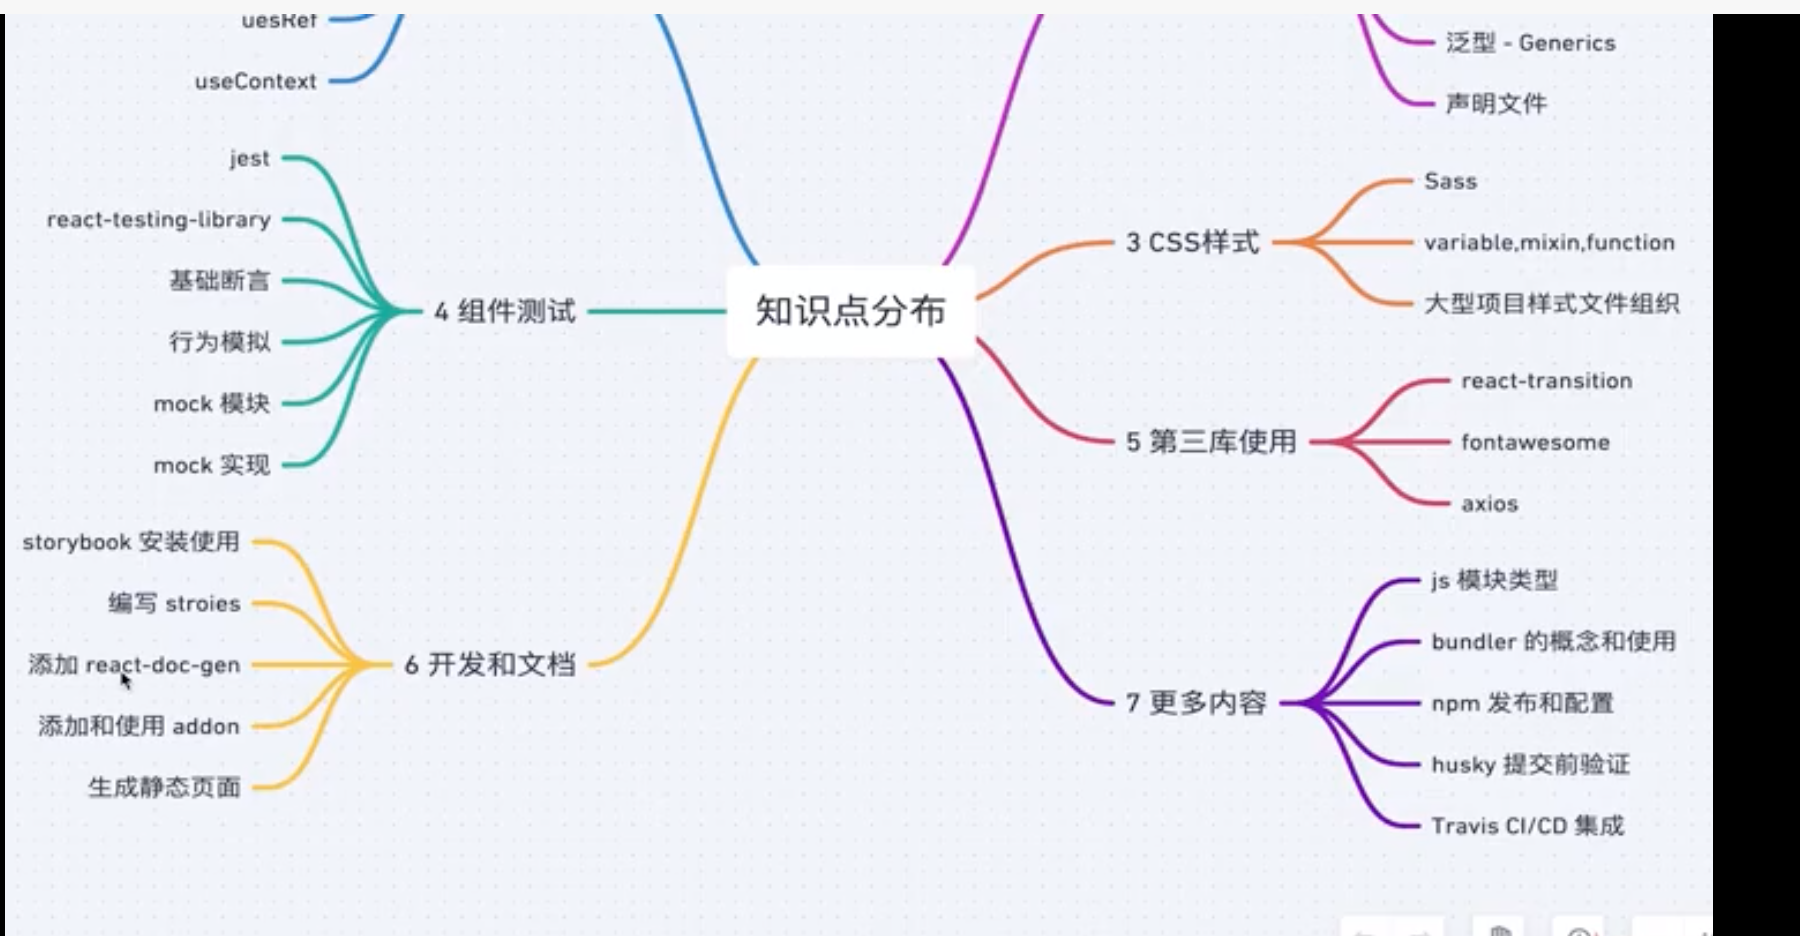 uesRef
useContext
jest
react-testing-library
基础断言
行为模拟
mock 模块
mock 实现
4 组件测试
storybook 安装使用
编写 stroies
添加 react-doc-gen
添加和使用 addon
生成静态页面
6 开发和文档
知识点分布
泛型 - Generics
声明文件
3 CSS样式
Sass
variable,mixin,function
大型项目样式文件组织
5 第三库使用
react-transition
fontawesome
axios
7 更多内容
js 模块类型
bundler 的概念和使用
npm 发布和配置
husky 提交前验证
Travis CI/CD 集成